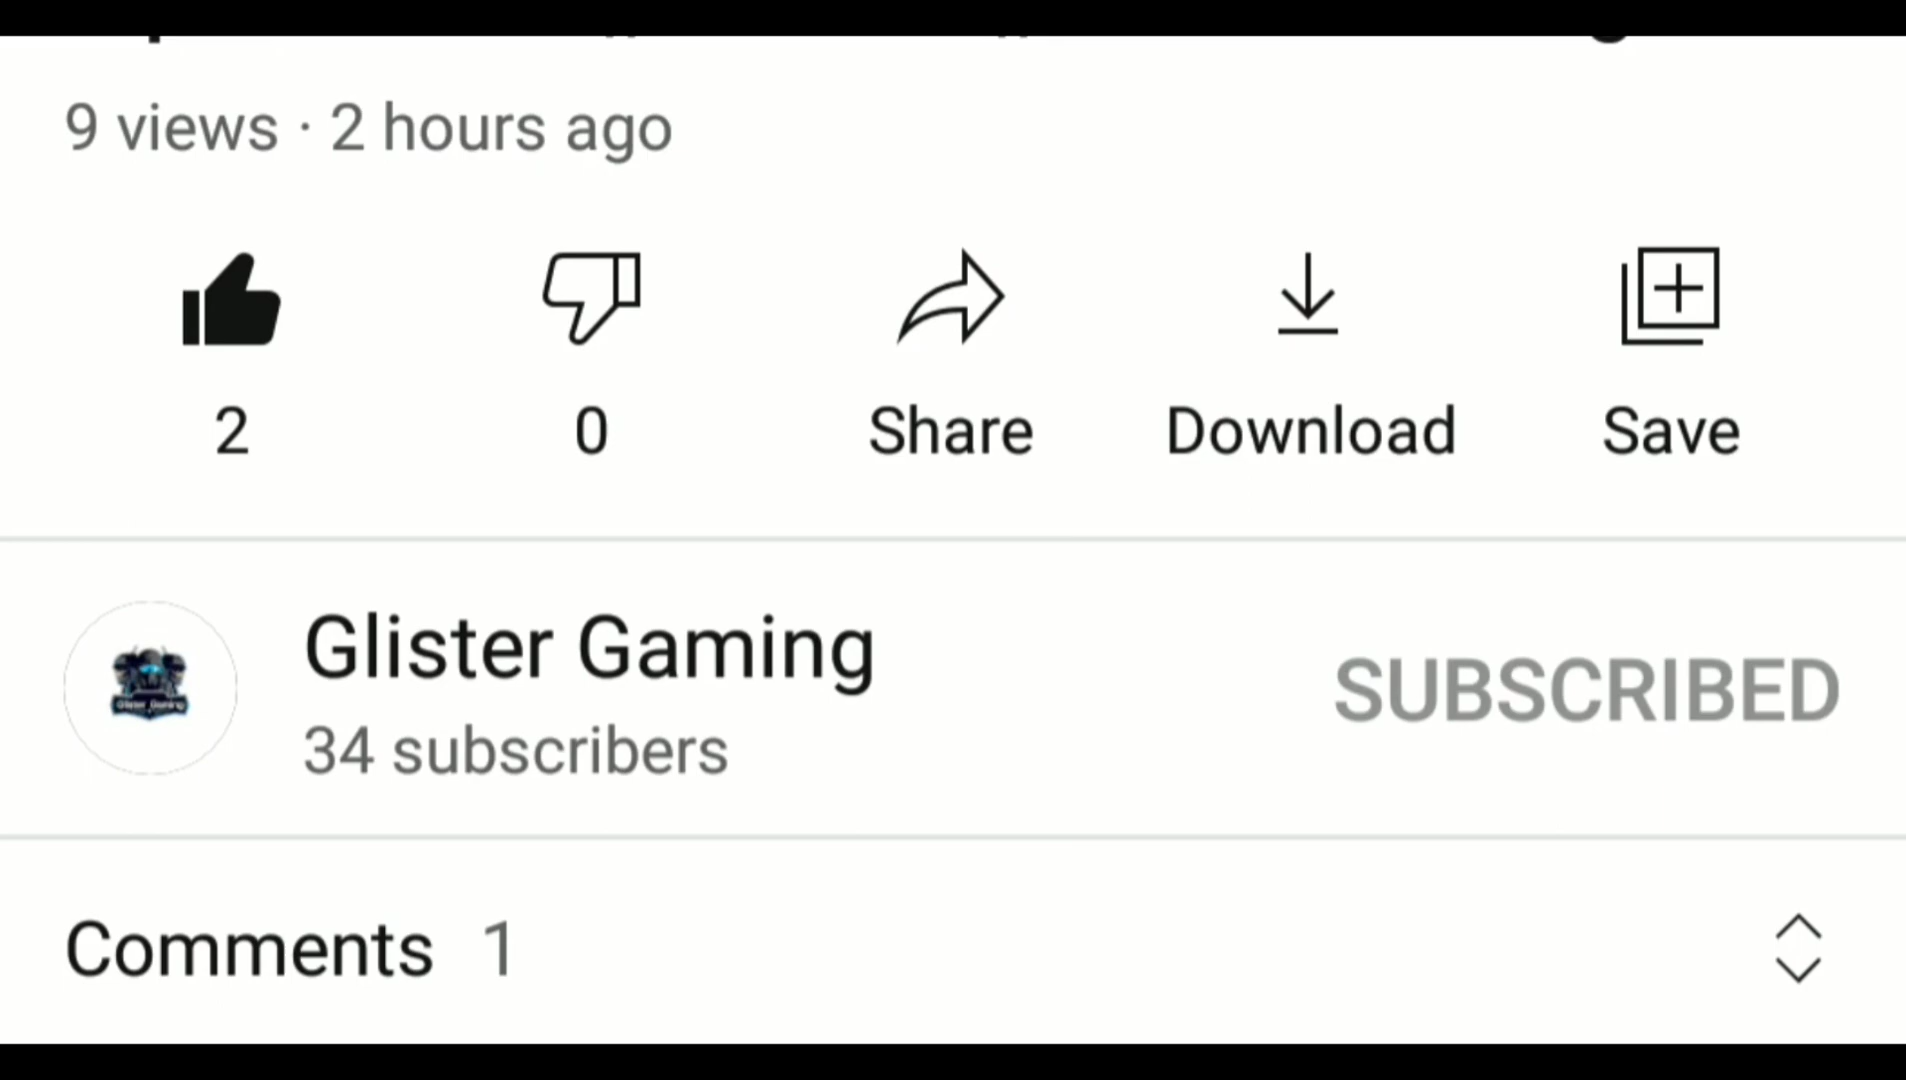 9 views · 2 hours ago
2
0
Share
Download
Save
Glister Gaming
34 subscribers
SUBSCRIBED
Comments 1